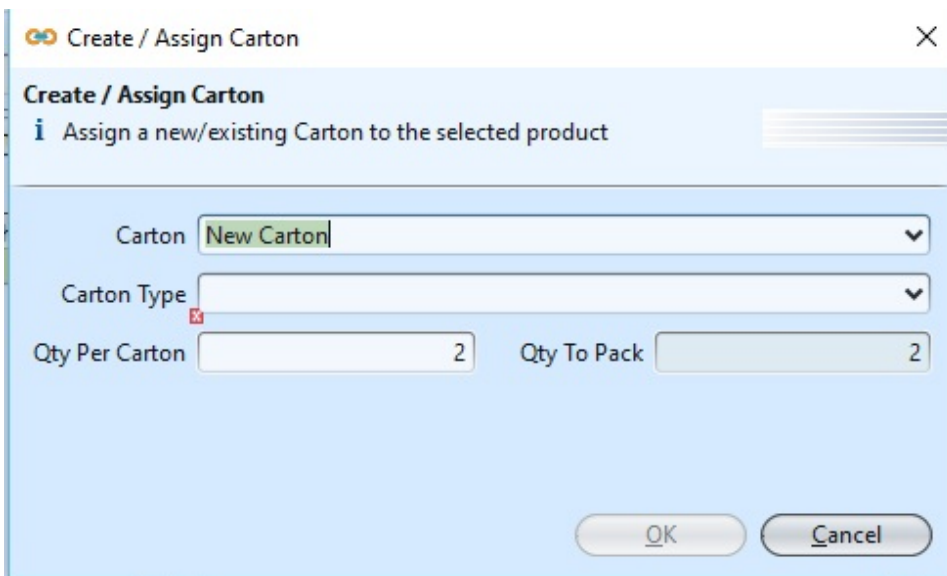 Create / Assign Carton
Create / Assign Carton
i Assign a new/existing Carton to the selected product
Carton New Carton
Carton Type
Qty Per Carton 2 Qty To Pack 2
OK Cancel